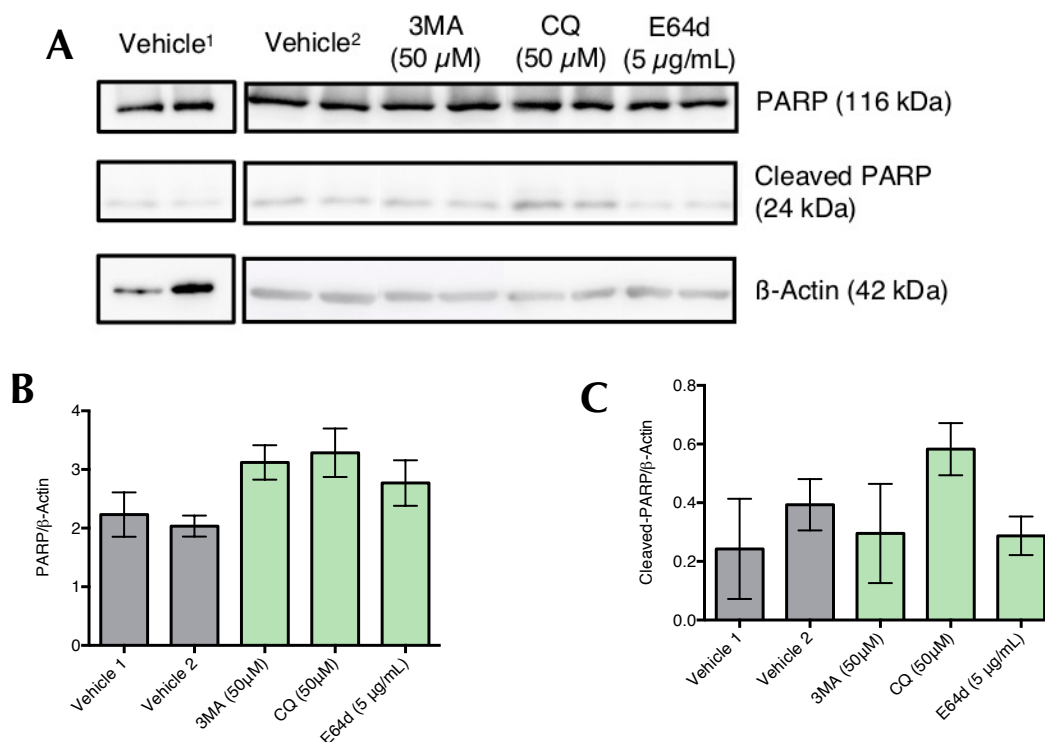 A
Vehicle¹
Vehicle²
3MA
(50 µM)
CQ
(50 µM)
E64d
(5 µg/mL)
PARP (116 kDa)
Cleaved PARP
(24 kDa)
ß-Actin (42 kDa)
B
PARP/β-Actin
4
3
2
1
0
Vehicle 1
Vehicle 2
3MA (50µM)
CQ (50µM)
E64d (5 µg/mL)
C
Cleaved-PARP/β-Actin
0.8
0.6
0.4
0.2
0.0
Vehicle 1
Vehicle 2
3MA (50µM)
CQ (50µM)
E64d (5 µg/mL)